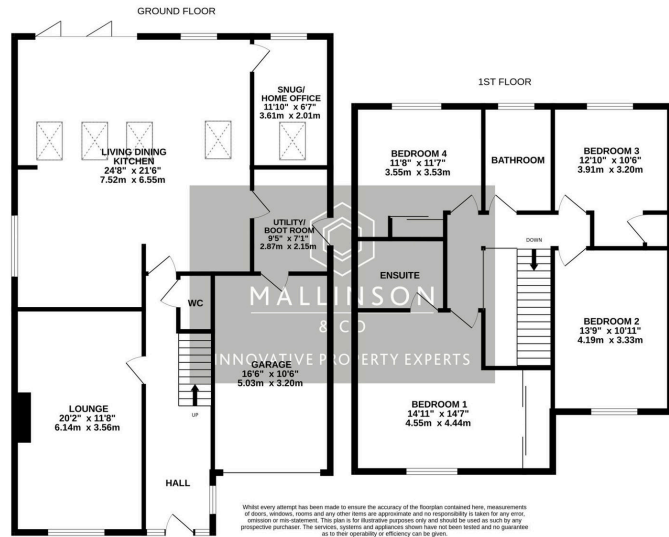 GROUND FLOOR
SNUG/
HOME OFFICE
11'10" x 6'7"
3.61m x 2.01m
LIVING DINING
KITCHEN
24'8" x 21'6"
7.52m x 6.55m
UTILITY/
BOOT ROOM
9'5" x 7'1"
2.87m x 2.15m
WC
GARAGE
16'6" x 10'6"
5.03m x 3.20m
LOUNGE
20'2" x 11'8"
6.14m x 3.56m
UP
HALL
1ST FLOOR
BEDROOM 4
11'8" x 11'7"
3.55m x 3.53m
BATHROOM
BEDROOM 3
12'10" x 10'6"
3.91m x 3.20m
DOWN
ENSUITE
BEDROOM 2
13'9" x 10'11"
4.19m x 3.33m
BEDROOM 1
14'11" x 14'7"
4.55m x 4.44m
MALLINSON
& CO
INNOVATIVE PROPERTY EXPERTS
Whilst every attempt has been made to ensure the accuracy of the floorplan contained here, measurements
of doors, windows, rooms and any other items are approximate and no responsibility is taken for any error,
omission or mis-statement. This plan is for illustrative purposes only and should be used as such by any
prospective purchaser. The services, systems and appliances shown have not been tested and no guarantee
as to their operability or efficiency can be given.